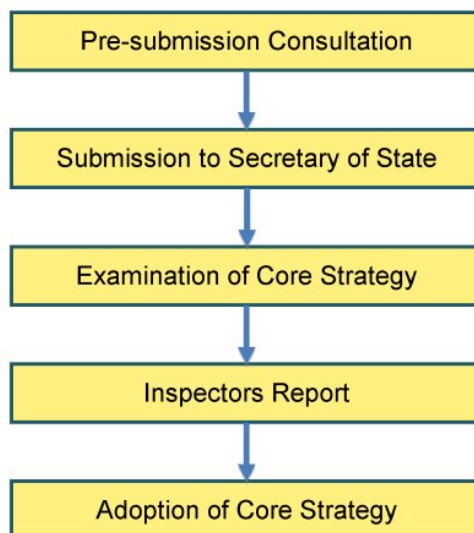 Pre-submission Consultation
Submission to Secretary of State
Examination of Core Strategy
Inspectors Report
Adoption of Core Strategy